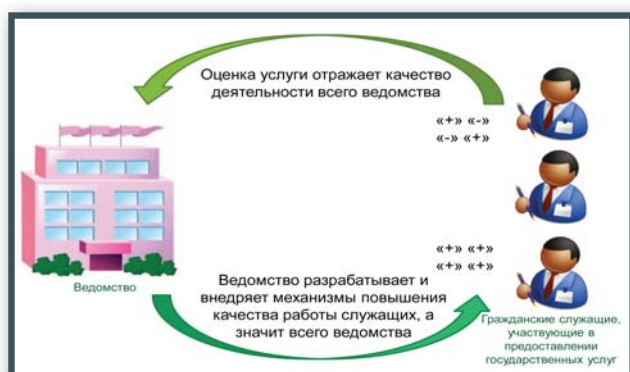 Оценка услуги отражает качество
деятельности всего ведомства
«+» «-»
«-» «+»
«+» «+»
«+» «+»
Ведомство
Ведомство разрабатывает и
внедряет механизмы повышения
качества работы служащих, а
значит всего ведомства
Гражданские служащие,
участвующие в
предоставлении
государственных услуг